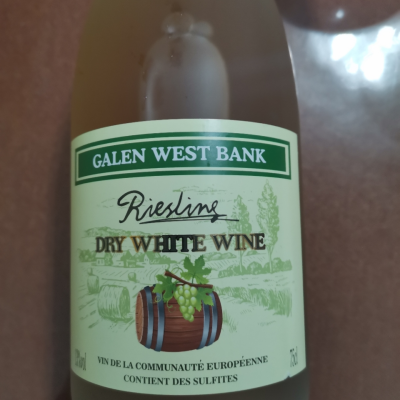 GALEN WEST BANK
Riesling
DRY WHITE WINE
VIN DE LA COMMUNAUTÉ EUROPÉENNE
CONTIENT DES SULFITES
75cl